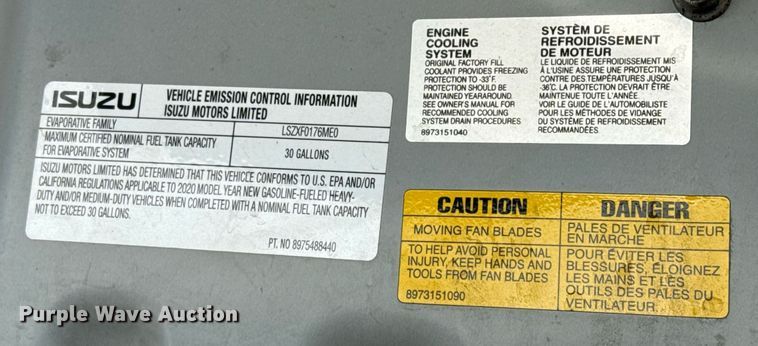 ISUZU
VEHICLE EMISSION CONTROL INFORMATION
ISUZU MOTORS LIMITED
EVAPORATIVE FAMILY
LSZXF0176ME0
MAXIMUM CERTIFIED NOMINAL FUEL TANK CAPACITY
FOR EVAPORATIVE SYSTEM
30 GALLONS
ISUZU MOTORS LIMITED HAS DETERMINED THAT THIS VEHICLE CONFORMS TO U.S. EPA AND/OR
CALIFORNIA REGULATIONS APPLICABLE TO 2020 MODEL YEAR NEW GASOLINE-FUELED HEAVY-
DUTY AND/OR MEDIUM-DUTY VEHICLES WHEN COMPLETED WITH A NOMINAL FUEL TANK CAPACITY
NOT TO EXCEED 30 GALLONS.
PT. NO 8975488440
ENGINE
COOLING
SYSTEM
ORIGINAL FACTORY FILL
COOLANT PROVIDES FREEZING
PROTECTION TO -33°F.
PROTECTION SHOULD BE
MAINTAINED YEARAROUND.
SEE OWNER'S MANUAL FOR
RECOMMENDED COOLING
SYSTEM DRAIN PROCEDURES
8973151040
SYSTÈM DE
REFROIDISSEMENT
DE MOTEUR
LE LIQUIDE DE REFROIDISSEMENT MIS
À L'USINE ASSURE UNE PROTECTION
CONTRE DES TEMPÉRATURES JUSQU'À
-36°C. LA PROTECTION DEVRAIT ÊTRE
MAINTENUE TOUTE L'ANNÉE.
VOIR LE GUIDE DE L'AUTOMOBILISTE
POUR LES MÉTHODES DE VIDANGE
DU SYSTÈME DE REFROIDISSEMENT
RECOMMANDÉES.
CAUTION
MOVING FAN BLADES
TO HELP AVOID PERSONAL
INJURY, KEEP HANDS AND
TOOLS FROM FAN BLADES
8973151090
DANGER
PALES DE VENTILATEUR
EN MARCHE
POUR ÉVITER LES
BLESSURES, ÉLOIGNEZ
LES MAINS ET LES
OUTILS DES PALES DU
VENTILATEUR.
Purple Wave Auction